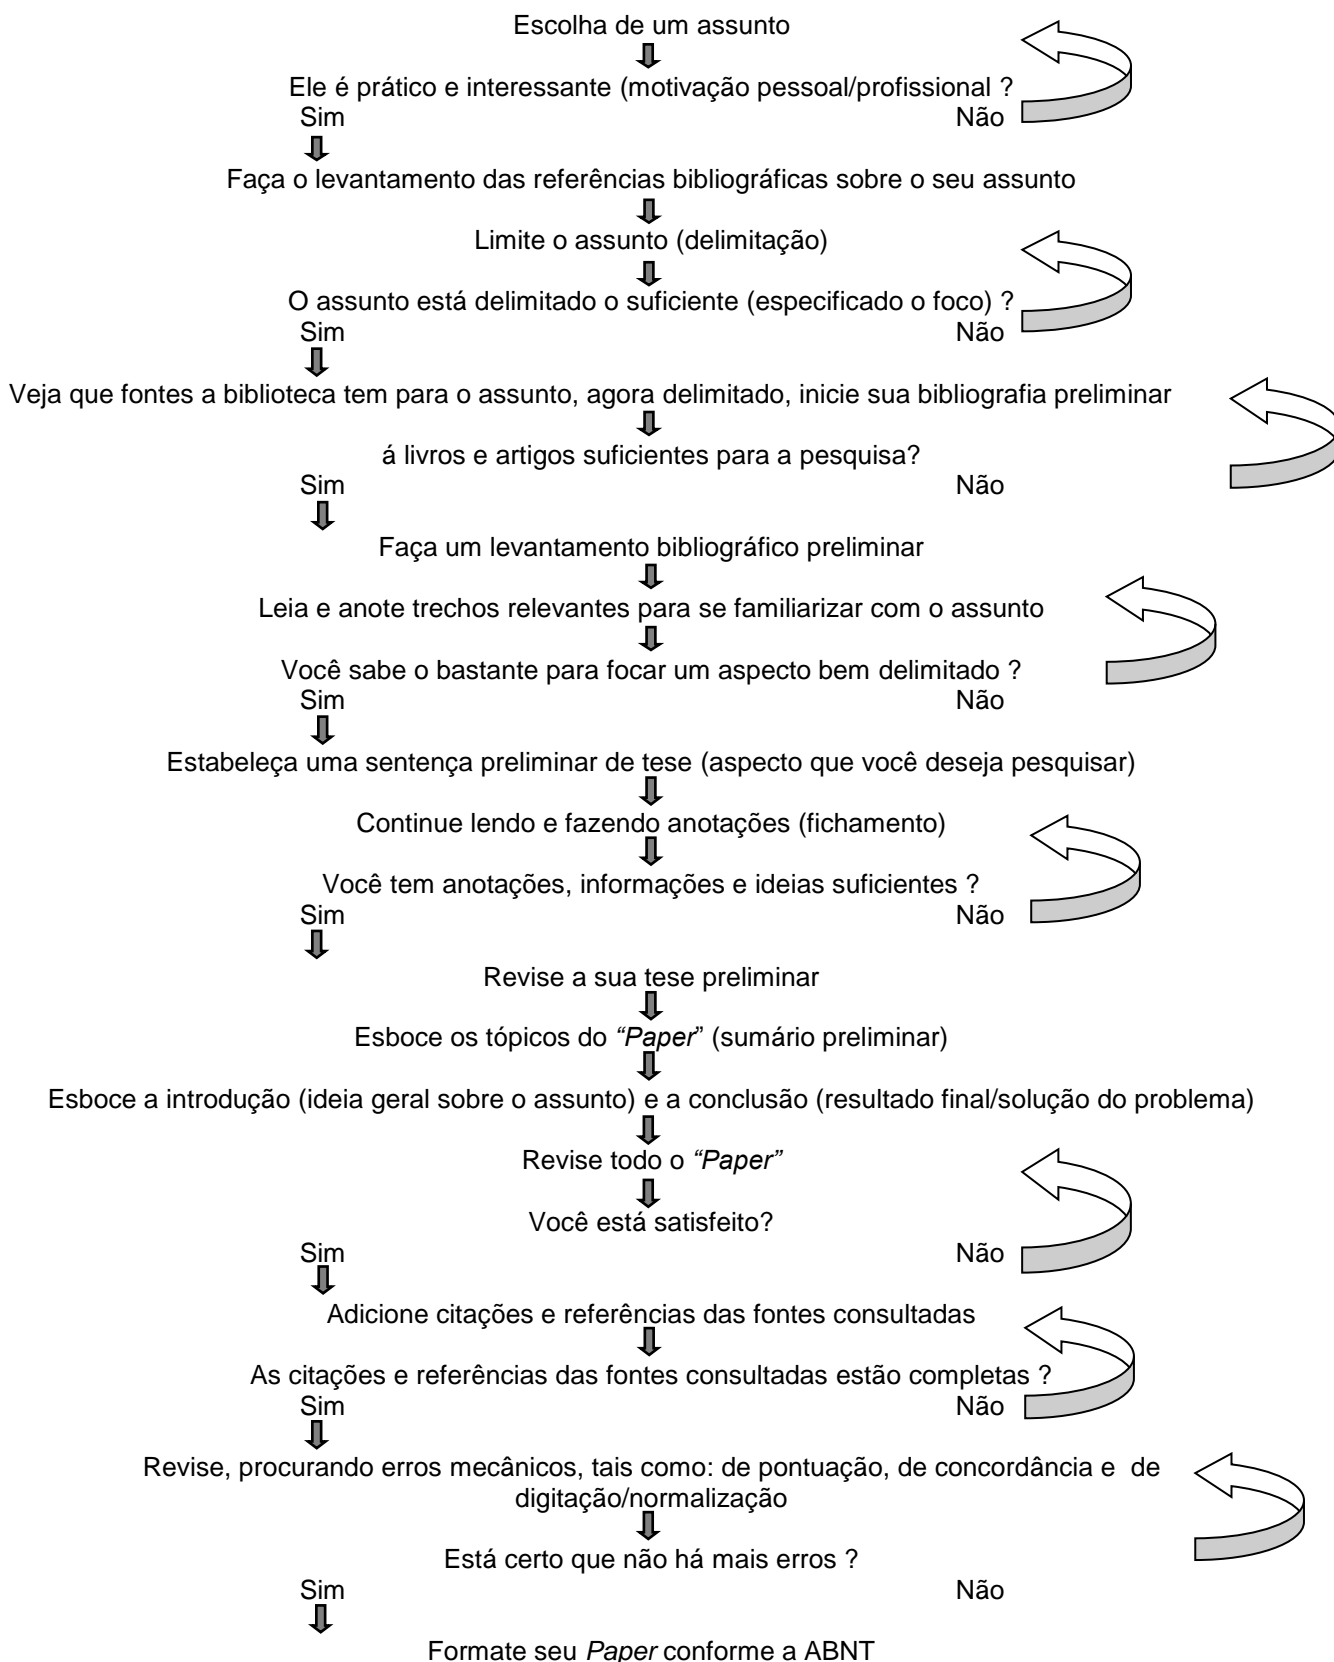 Escolha de um assunto
Ele é prático e interessante (motivação pessoal/profissional ?
Sim Não
Faça o levantamento das referências bibliográficas sobre o seu assunto
Limite o assunto (delimitação)
O assunto está delimitado o suficiente (especificado o foco) ?
Sim Não
Veja que fontes a biblioteca tem para o assunto, agora delimitado, inicie sua bibliografia preliminar
á livros e artigos suficientes para a pesquisa?
Sim Não
Faça um levantamento bibliográfico preliminar
Leia e anote trechos relevantes para se familiarizar com o assunto
Você sabe o bastante para focar um aspecto bem delimitado ?
Sim Não
Estabeleça uma sentença preliminar de tese (aspecto que você deseja pesquisar)
Continue lendo e fazendo anotações (fichamento)
Você tem anotações, informações e ideias suficientes ?
Sim Não
Revise a sua tese preliminar
Esboce os tópicos do “Paper” (sumário preliminar)
Esboce a introdução (ideia geral sobre o assunto) e a conclusão (resultado final/solução do problema)
Revise todo o “Paper”
Você está satisfeito?
Sim Não
Adicione citações e referências das fontes consultadas
As citações e referências das fontes consultadas estão completas ?
Sim Não
Revise, procurando erros mecânicos, tais como: de pontuação, de concordância e de
digitação/normalização
Está certo que não há mais erros ?
Sim Não
Formate seu Paper conforme a ABNT